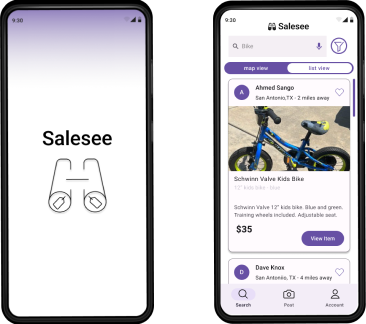 9:30
Salesee
9:30
Salesee
Bike
map view
list view
A
Ahmed Sango
San Antonio,TX · 2 miles away
Schwinn Valve Kids Bike
12" kids bike · Blue
Schwinn Valve 12" kids bike. Blue and green.
Training wheels included. Adjustable seat.
$35
View Item
D
Dave Knox
San Antonio, TX · 4 miles away
Search
Post
Account